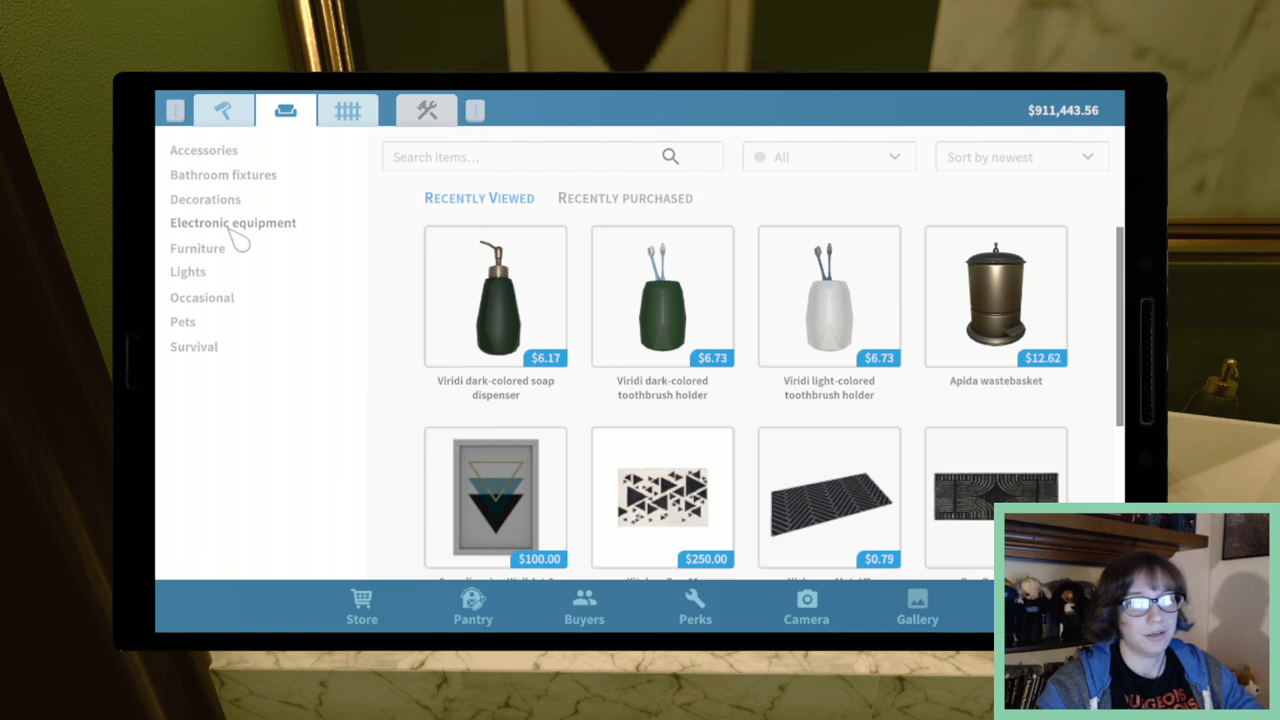 $911,443.56
Accessories
Bathroom fixtures
Decorations
Electronic equipment
Furniture
Lights
Occasional
Pets
Survival
Search items...
All
Sort by newest
RECENTLY VIEWED
RECENTLY PURCHASED
$6.17
$6.73
$6.73
$12.62
Viridi dark-colored soap
dispenser
Viridi dark-colored
toothbrush holder
Viridi light-colored
toothbrush holder
Apida wastebasket
$100.00
$250.00
$0.79
Store
Pantry
Buyers
Perks
Camera
Gallery